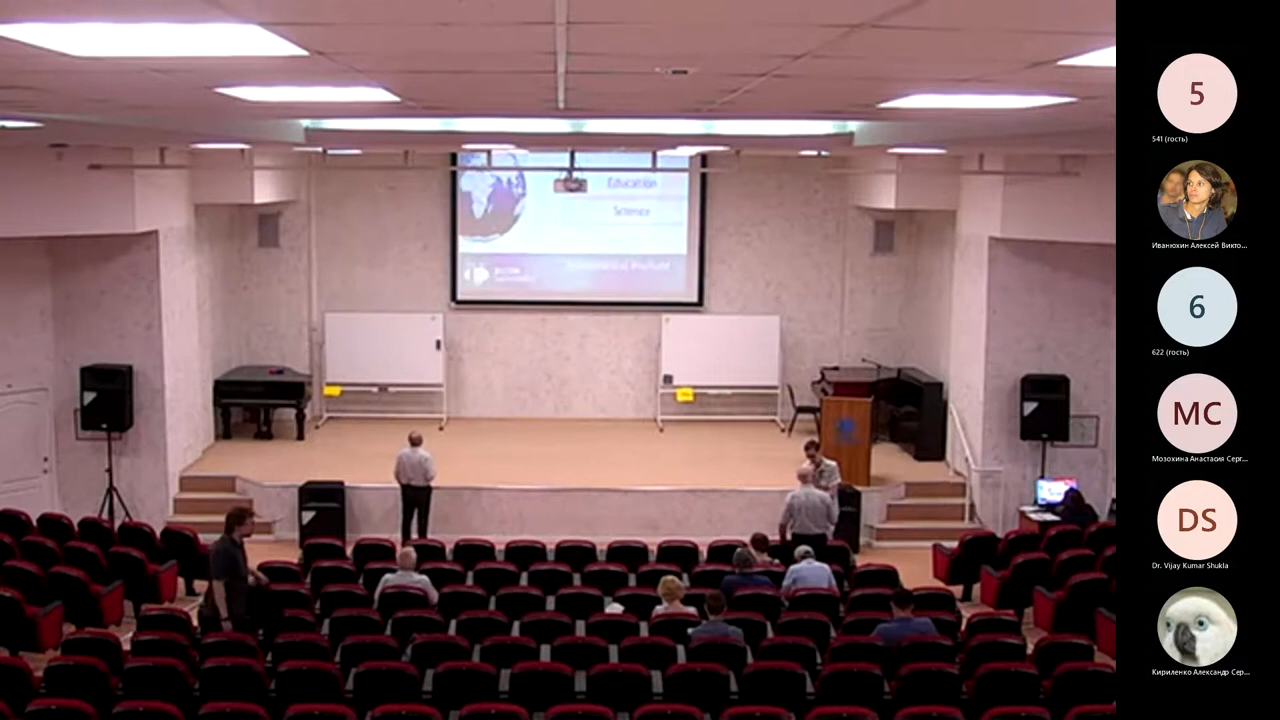 Education
Science
5
541 (гость)
Иванюхин Алексей Викто...
6
622 (гость)
МС
Мозохина Анастасия Серг...
DS
Dr. Vijay Kumar Shukla
Кириленко Александр Сер...